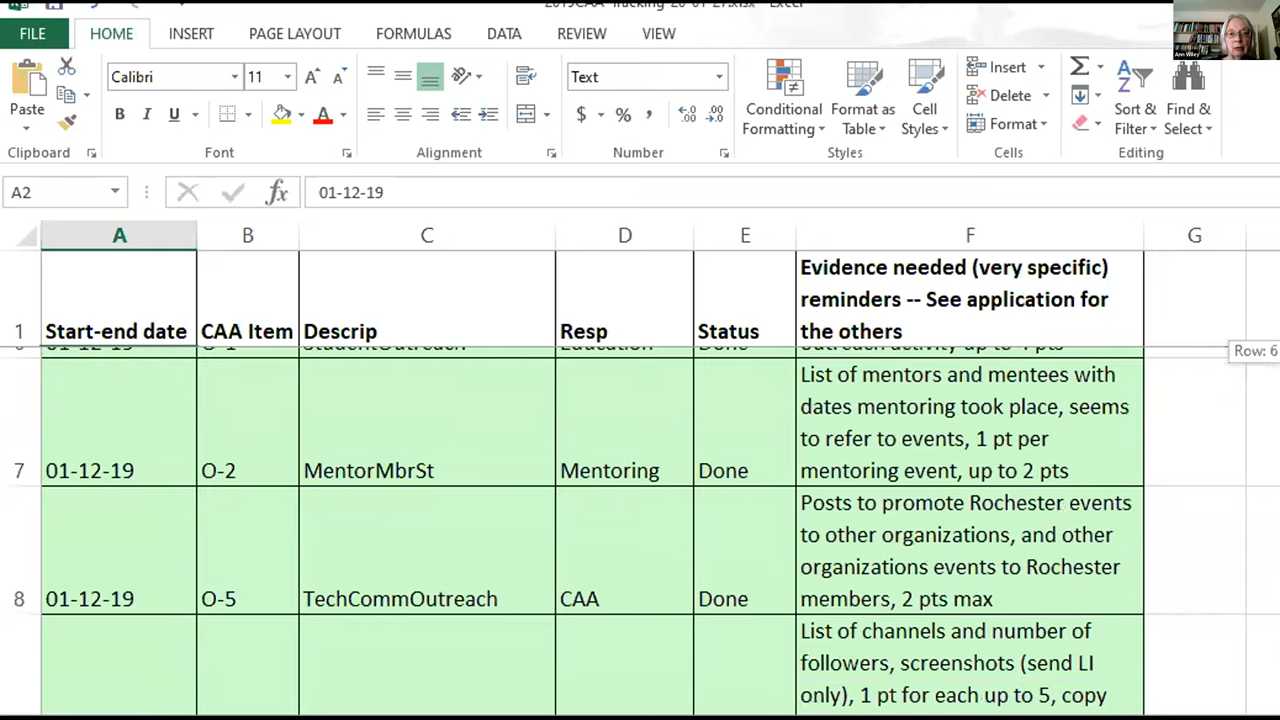 FILE HOME INSERT PAGE LAYOUT FORMULAS DATA REVIEW VIEW
Ann Wiley
Calibri 11 Text Insert
Paste Conditional Format as Cell Delete Sort & Find &
B I U $ % Formatting Table Styles Format Filter Select
Clipboard Font Alignment Number Styles Cells Editing
A2 fx 01-12-19
A B C D E F G
Evidence needed (very specific)
reminders -- See application for
1 Start-end date CAA Item Descrip Resp Status the others
Row: 6
List of mentors and mentees with
dates mentoring took place, seems
to refer to events, 1 pt per
7 01-12-19 O-2 MentorMbrSt Mentoring Done mentoring event, up to 2 pts
Posts to promote Rochester events
to other organizations, and other
organizations events to Rochester
8 01-12-19 O-5 TechCommOutreach CAA Done members, 2 pts max
List of channels and number of
followers, screenshots (send LI
only), 1 pt for each up to 5, copy